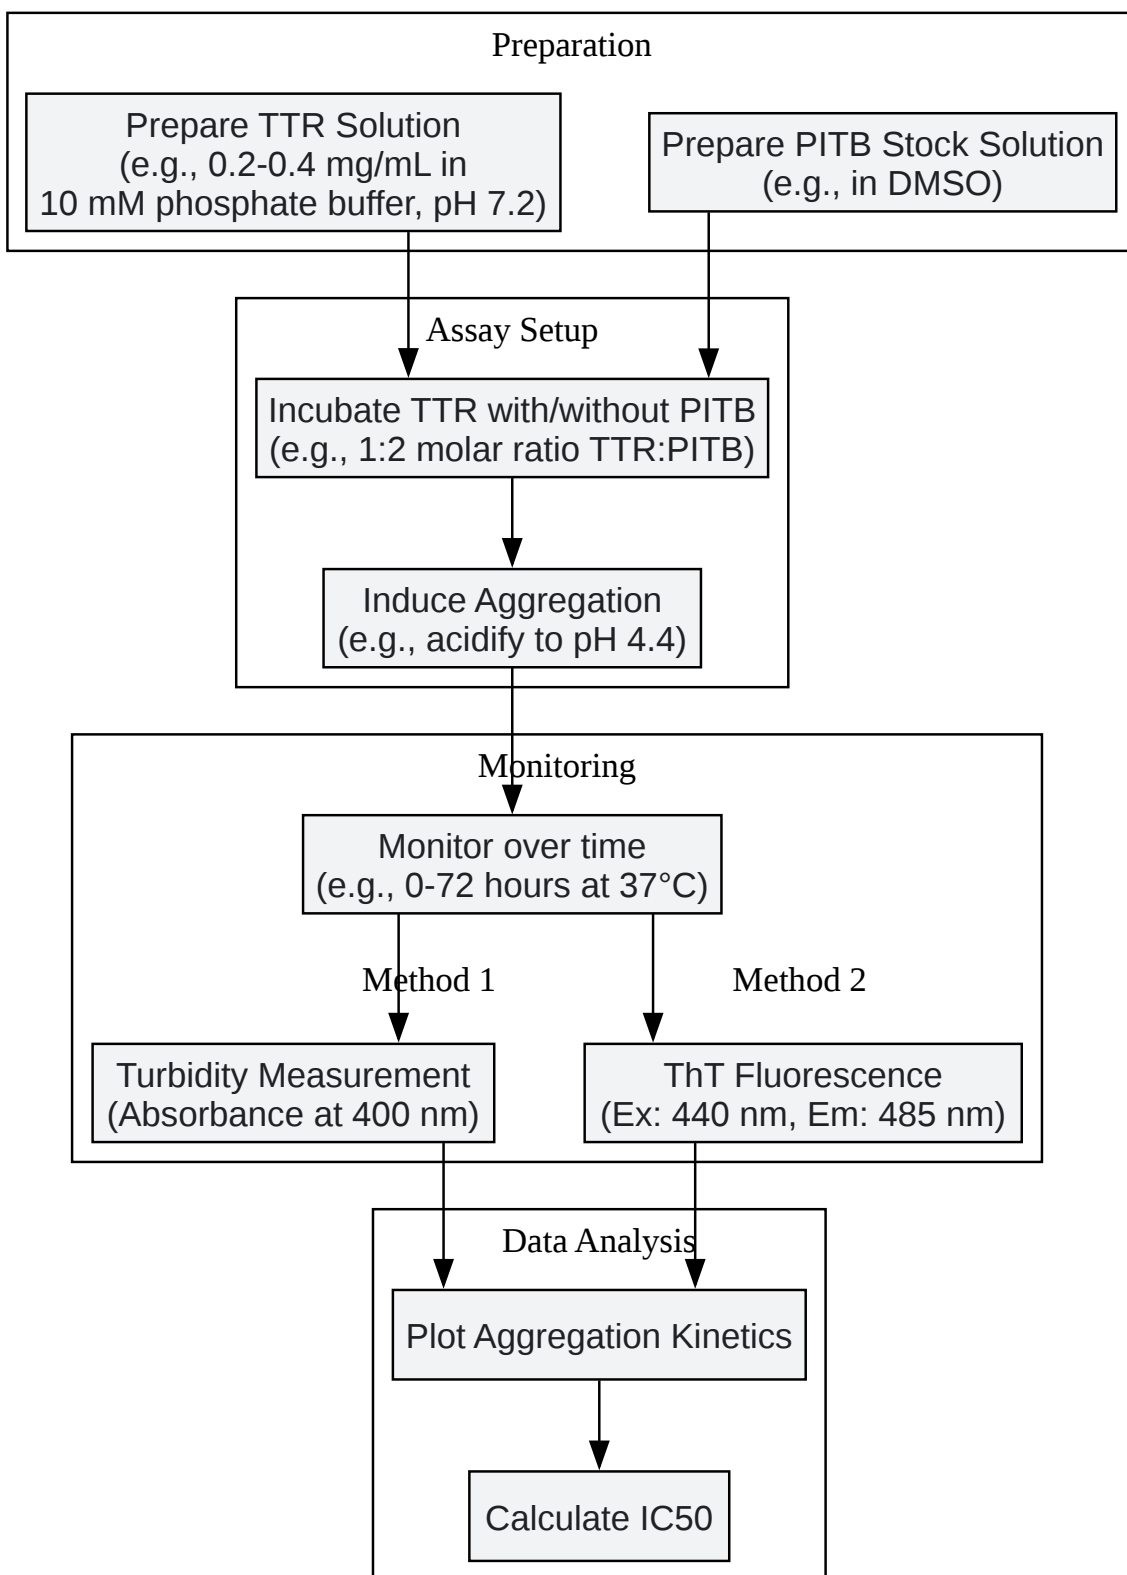 Preparation
Prepare TTR Solution
(e.g., 0.2-0.4 mg/mL in
10 mM phosphate buffer, pH 7.2)
Prepare PITB Stock Solution
(e.g., in DMSO)
Assay Setup
Incubate TTR with/without PITB
(e.g., 1:2 molar ratio TTR:PITB)
Induce Aggregation
(e.g., acidify to pH 4.4)
Monitoring
Monitor over time
(e.g., 0-72 hours at 37°C)
Method 1
Method 2
Turbidity Measurement
(Absorbance at 400 nm)
ThT Fluorescence
(Ex: 440 nm, Em: 485 nm)
Data Analysis
Plot Aggregation Kinetics
Calculate IC50